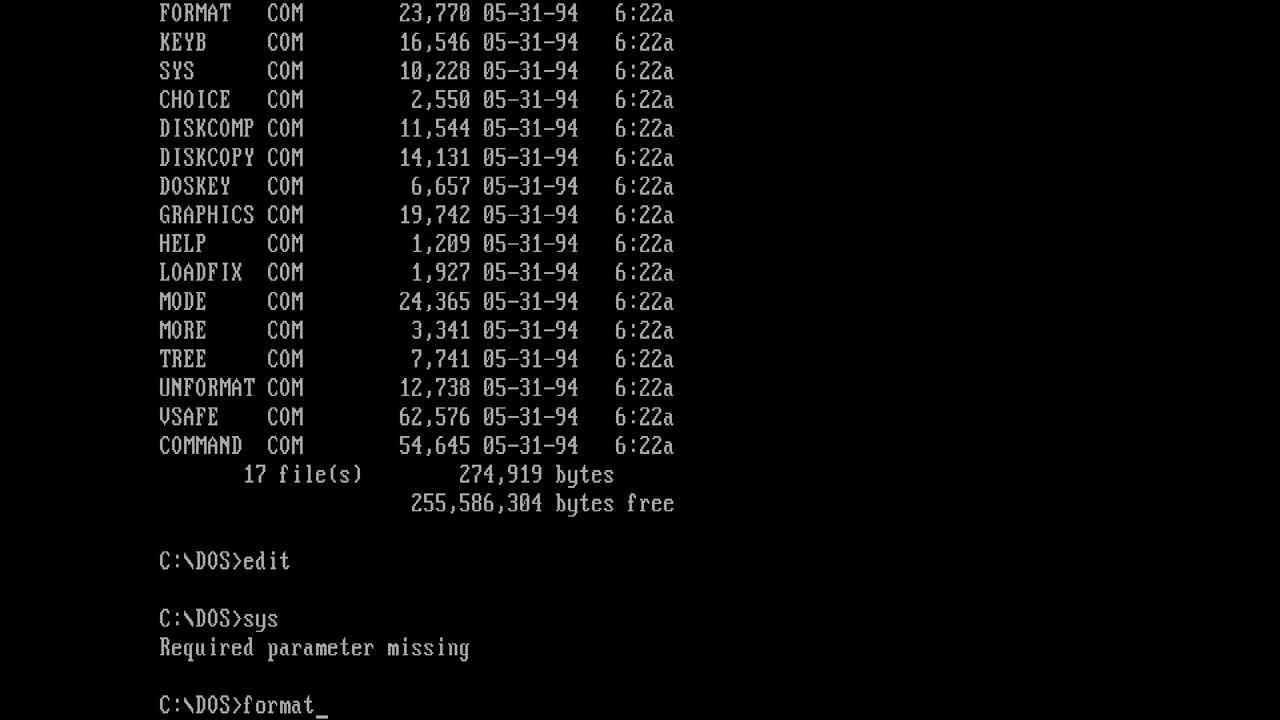 FORMAT   COM        23,770 05-31-94   6:22a
KEYB     COM        16,546 05-31-94   6:22a
SYS      COM        10,228 05-31-94   6:22a
CHOICE   COM         2,550 05-31-94   6:22a
DISKCOMP COM        11,544 05-31-94   6:22a
DISKCOPY COM        14,131 05-31-94   6:22a
DOSKEY   COM         6,657 05-31-94   6:22a
GRAPHICS COM        19,742 05-31-94   6:22a
HELP     COM         1,209 05-31-94   6:22a
LOADFIX  COM         1,927 05-31-94   6:22a
MODE     COM        24,365 05-31-94   6:22a
MORE     COM         3,341 05-31-94   6:22a
TREE     COM         7,741 05-31-94   6:22a
UNFORMAT COM        12,738 05-31-94   6:22a
VSAFE    COM        62,576 05-31-94   6:22a
COMMAND  COM        54,645 05-31-94   6:22a
17 file(s)        274,919 bytes
255,586,304 bytes free
C:\DOS>edit
C:\DOS>sys
Required parameter missing
C:\DOS>format_